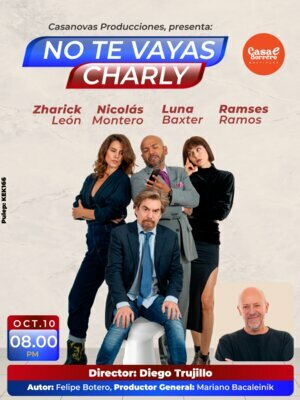 Casanovas Producciones, presenta:
NO TE VAYAS
CHARLY
Casa E
Borrero
Zharick León
Nicolás Montero
Luna Baxter
Ramses Ramos
Pulep: KEK166
OCT.10
08.00
PM
Director: Diego Trujillo
Autor: Felipe Botero, Productor General: Mariano Bacaleinik